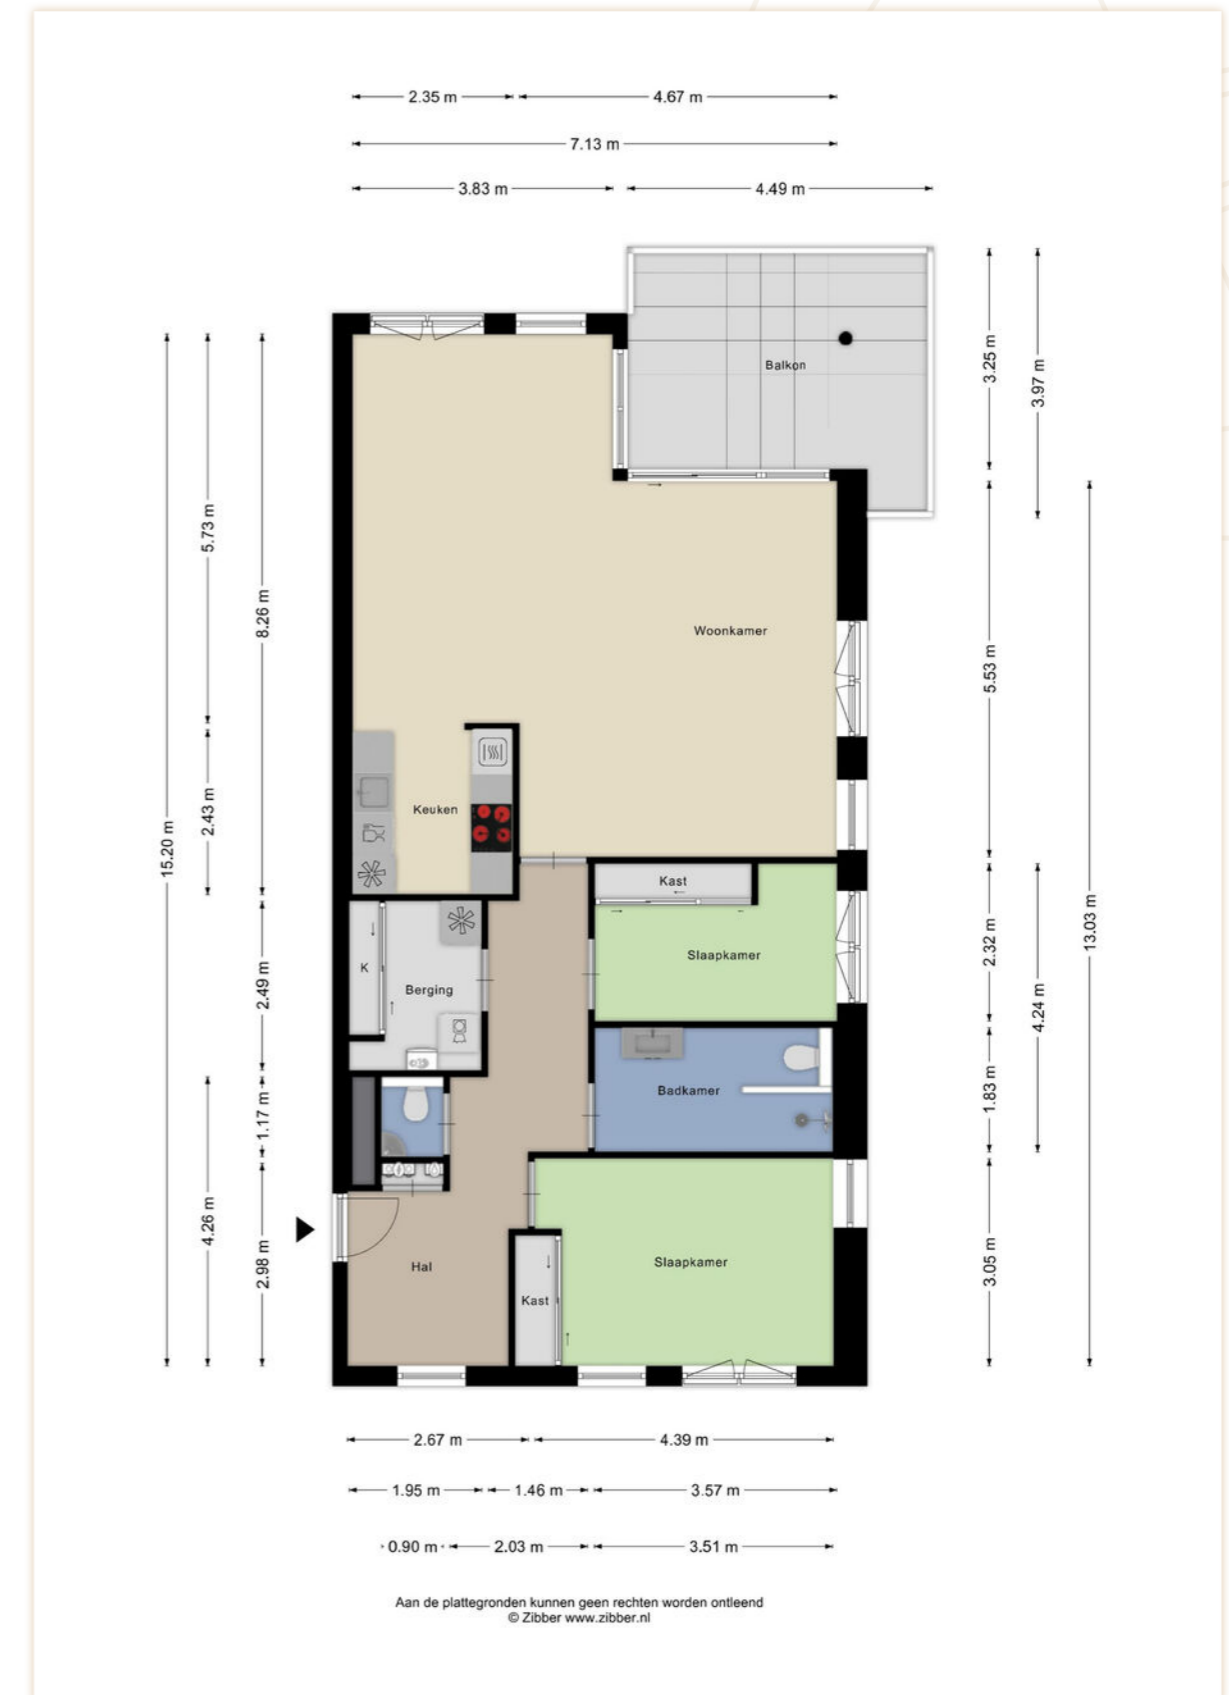 2.35 m
4.67 m
7.13 m
3.83 m
4.49 m
3.25 m
3.97 m
Balkon
5.73 m
8.26 m
Woonkamer
5.53 m
2.43 m
Keuken
15.20 m
Kast
13.03 m
2.32 m
Slaapkamer
K
Berging
2.49 m
4.24 m
Badkamer
1.83 m
1.17 m
4.26 m
2.98 m
Hal
Slaapkamer
3.05 m
Kast
2.67 m
4.39 m
1.95 m
1.46 m
3.57 m
0.90 m
2.03 m
3.51 m
Aan de plattegronden kunnen geen rechten worden ontleend
© Zibber www.zibber.nl